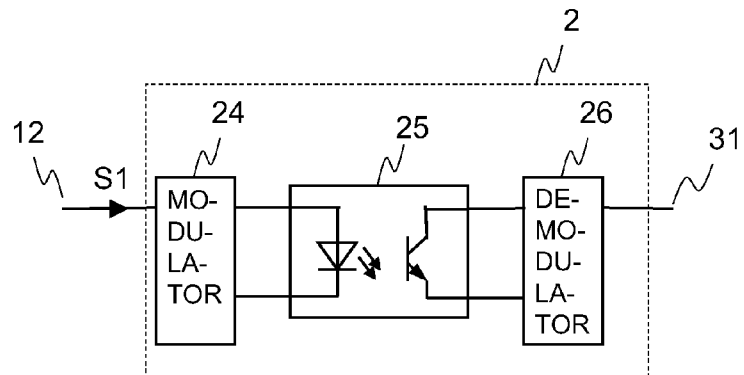 2
24
25
26
12
31
S1
MO-
DU-
LA-
TOR
DE-
MO-
DU-
LA-
TOR